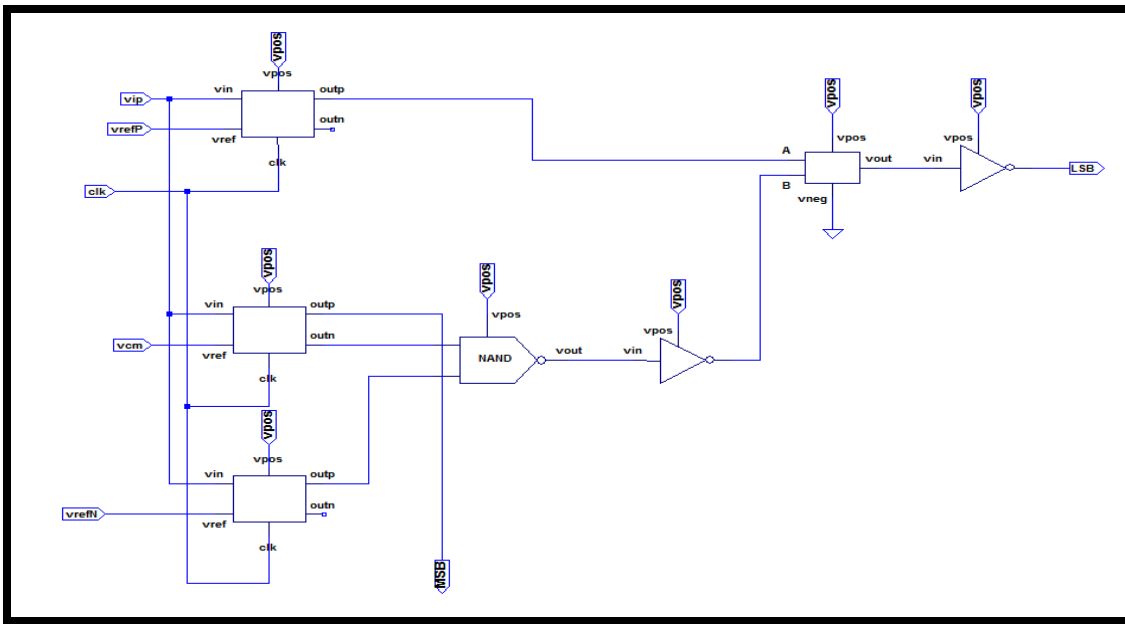 vpos
vpos
vip
vin
outp
vrefP
outn
vref
clk
clk
vpos
vpos
A
B
vneg
vout
vpos
vpos
vin
LSB
vpos
vpos
vin
outp
vcm
outn
vref
clk
vpos
vpos
NAND
vout
vpos
vpos
vin
vpos
vpos
vin
outp
vrefN
outn
vref
clk
MSB